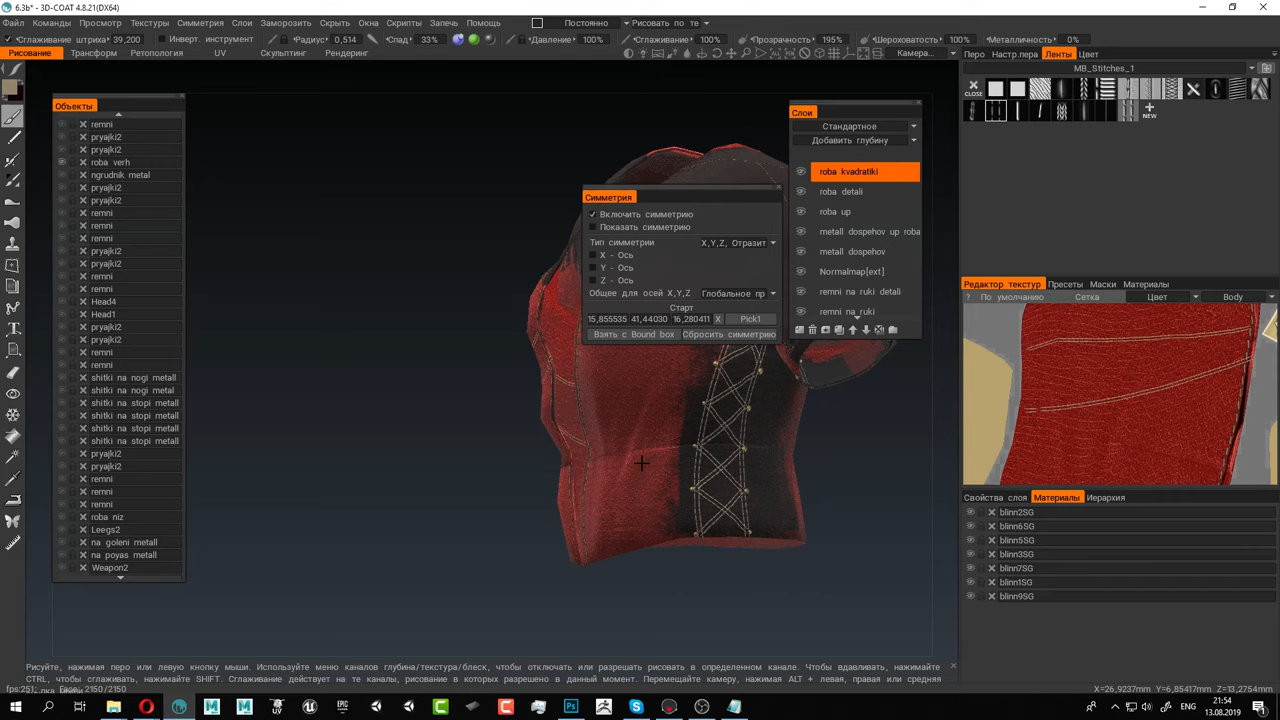 6.3b* - 3D-COAT 4.8.21(DX64)
Файл Команды Просмотр Текстуры Симметрия Слои Заморозить Скрыть Окна Скрипты Запечь Помощь Постоянно Рисовать по те
Сглаживание штриха 39,200 Инверт. инструмент Радиус 0,514 Спад 33% Давление 100% Сглаживание 100% Прозрачность 195% Шероховатость 100% Металличность 0%
Рисование Трансформ Ретопология UV Скульптинг Рендеринг Камера...
Перо Настр.пера Ленты Цвет
MB_Stitches_1
CLOSE
NEW
Объекты
remni
pryajki2
pryajki2
roba verh
ngrudnik metal
pryajki2
pryajki2
remni
remni
remni
pryajki2
pryajki2
remni
remni
Head4
Head1
pryajki2
pryajki2
remni
remni
shitki na nogi metall
shitki na nogi metal
shitki na stopi metall
shitki na stopi metall
shitki na stopi metall
shitki na stopi metall
pryajki2
pryajki2
remni
remni
remni
roba niz
Leegs2
na goleni metall
na poyas metall
Weapon2
Симметрия
Включить симметрию
Показать симметрию
Тип симметрии X,Y,Z, Отразит
X - Ось
Y - Ось
Z - Ось
Общее для осей X,Y,Z Глобальное пр
Старт
15,855535 41,44030 16,280411 X Pick1
Взять с Bound box Сбросить симметрию
Слои
Стандартное
Добавить глубину
roba kvadratiki
roba detali
roba up
metall dospehov up roba
metall dospehov
Normalmap[ext]
remni na ruki detali
remni na ruki
Редактор текстур Пресеты Маски Материалы
? По умолчанию Сетка Цвет Body
Свойства слоя Материалы Иерархия
blinn2SG
blinn6SG
blinn5SG
blinn3SG
blinn7SG
blinn1SG
blinn9SG
Рисуйте, нажимая перо или левую кнопку мыши. Используйте меню каналов глубина/текстура/блеск, чтобы отключить или разрешать рисовать в определенном канале. Чтобы вдавливать, нажимайте
CTRL, чтобы сглаживать, нажимайте SHIFT. Сглаживание действует на те каналы, рисование в которых разрешено в данный момент. Перемещайте камеру, нажимая ALT + левая, правая или средняя
fps:251;
2150/2150
X=26,9237mm Y=6,85417mm Z=13,2754mm
ENG 21:54
13.08.2019